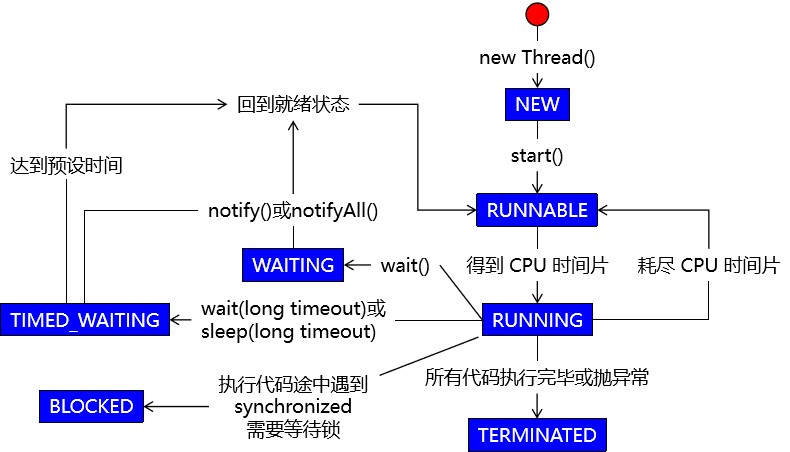 new Thread()
NEW
回到就绪状态
start()
达到预设时间
notify()或notifyAll()
RUNNABLE
WAITING
wait()
得到 CPU 时间片
耗尽 CPU 时间片
TIMED_WAITING
wait(long timeout)或
sleep(long timeout)
RUNNING
执行代码途中遇到
synchronized
需要等待锁
所有代码执行完毕或抛异常
BLOCKED
TERMINATED